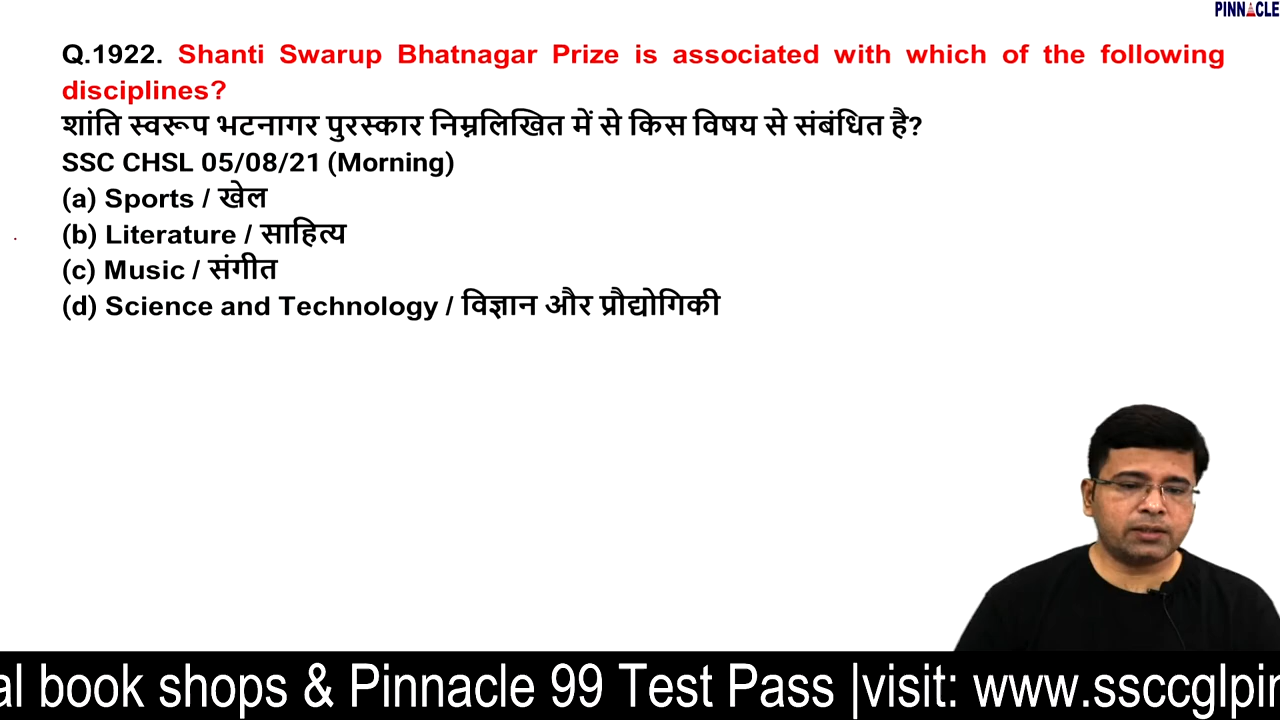 PINNACLE
Q.1922. Shanti Swarup Bhatnagar Prize is associated with which of the following
disciplines?
शांति स्वरूप भटनागर पुरस्कार निम्नलिखित में से किस विषय से संबंधित है?
SSC CHSL 05/08/21 (Morning)
(a) Sports / खेल
(b) Literature / साहित्य
(c) Music / संगीत
(d) Science and Technology / विज्ञान और प्रौद्योगिकी
al book shops & Pinnacle 99 Test Pass |visit: www.ssccglpin